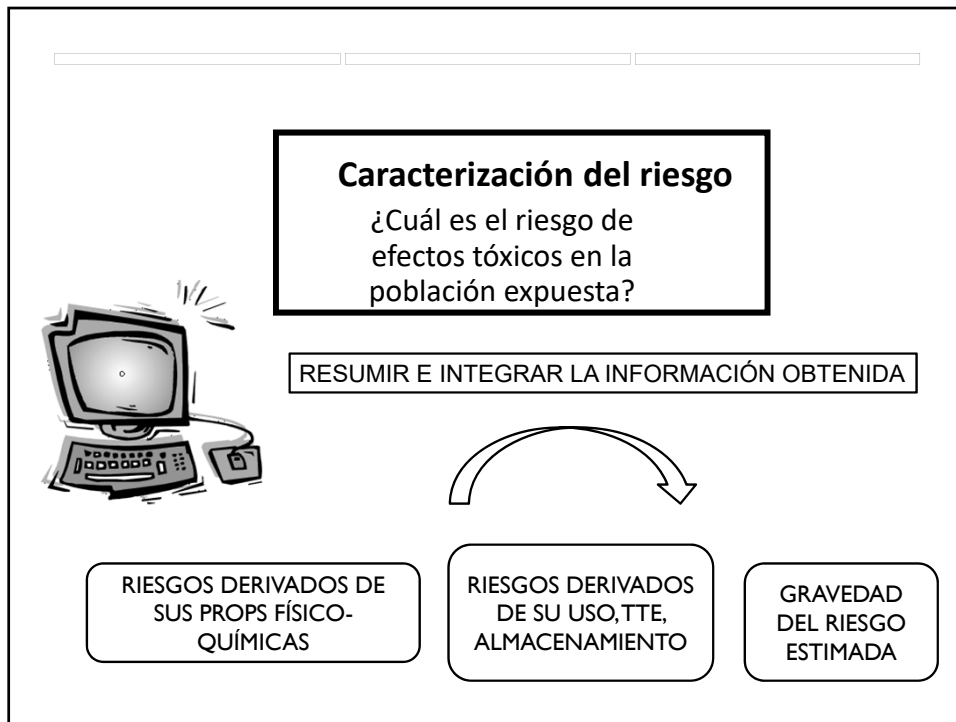 Caracterización del riesgo
¿Cuál es el riesgo de
efectos tóxicos en la
población expuesta?
RESUMIR E INTEGRAR LA INFORMACIÓN OBTENIDA
RIESGOS DERIVADOS DE
SUS PROPS FÍSICO-
QUÍMICAS
RIESGOS DERIVADOS
DE SU USO, TTE,
ALMACENAMIENTO
GRAVEDAD
DEL RIESGO
ESTIMADA